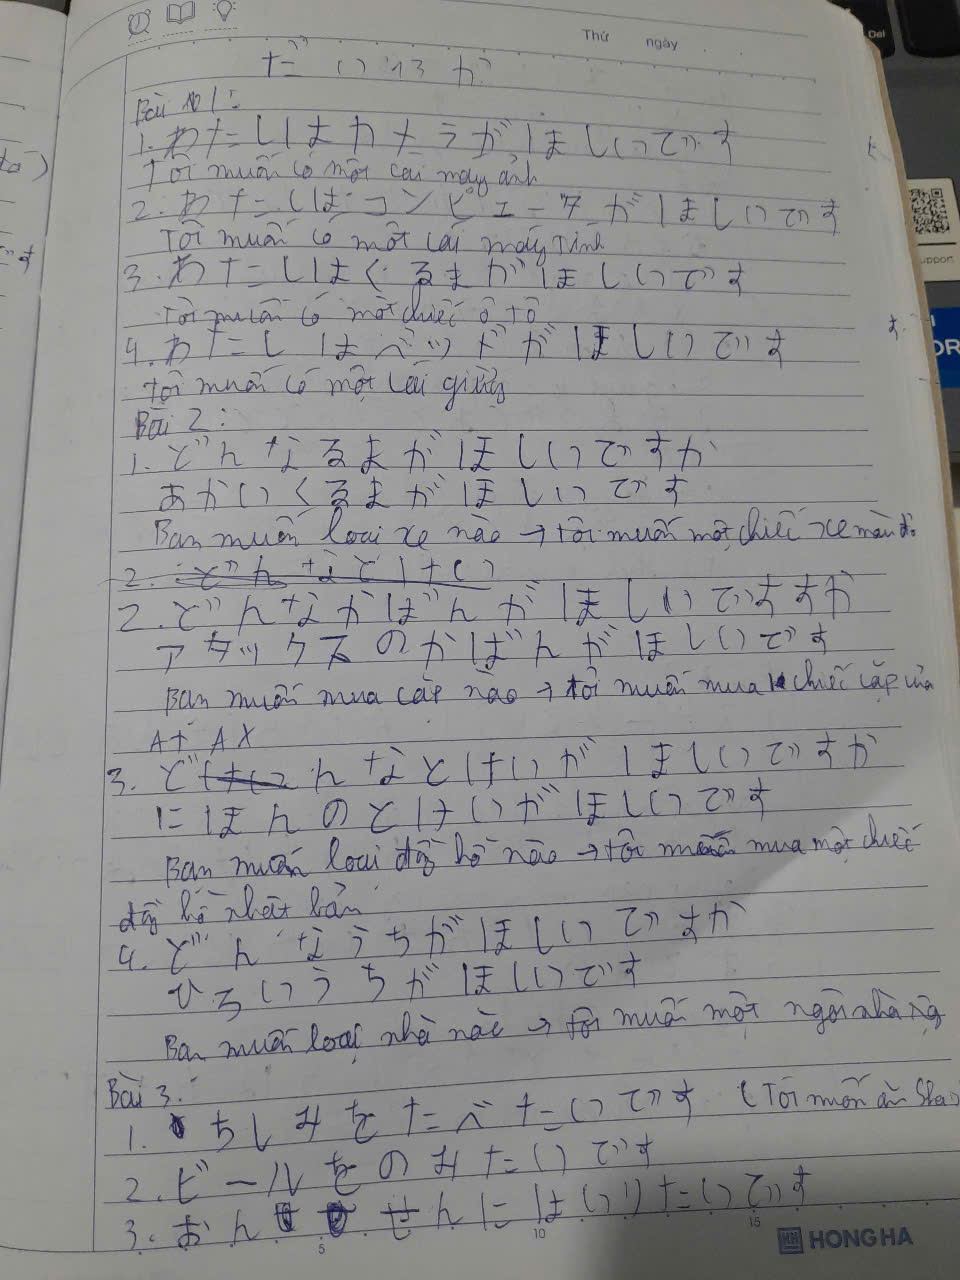 Thứ ngày
だい13か
Bài 1:
1. わたしはカメラがほしいです
Tôi muốn có một cái máy ảnh
2. わたしはコンピュータがほしいです
Tôi muốn có một cái máy tính
3. わたしはくるまがほしいです
Tôi muốn có một chiếc ô tô
4. わたしはベッドがほしいです
Tôi muốn có một cái giường
Bài 2:
1. どんなるまがほしいですか
あかいくるまがほしいです
Bạn muốn loại xe nào → tôi muốn một chiếc xe màu đỏ
2. どんなとけい
2. どんなかばんがほしいですすか
アタックスのかばんがほしいです
Bạn muốn mua cặp nào → tôi muốn mua 1 chiếc cặp của
A+ AX
3. どんなとけいがほしいですか
にほんのとけいがほしいです
Bạn muốn loại đồng hồ nào → tôi muốn mua một chiếc
đồng hồ nhật bản
4. どんなうちがほしいですか
ひろいうちがほしいです
Bạn muốn loại nhà nào → tôi muốn một ngôi nhà rộng
Bài 3:
1. ちしみをたべたいです (Tôi muốn ăn
2. ビールをのみたいです
3. おんせんにはいりたいです
5 10 15
HONG HA
Del
upport